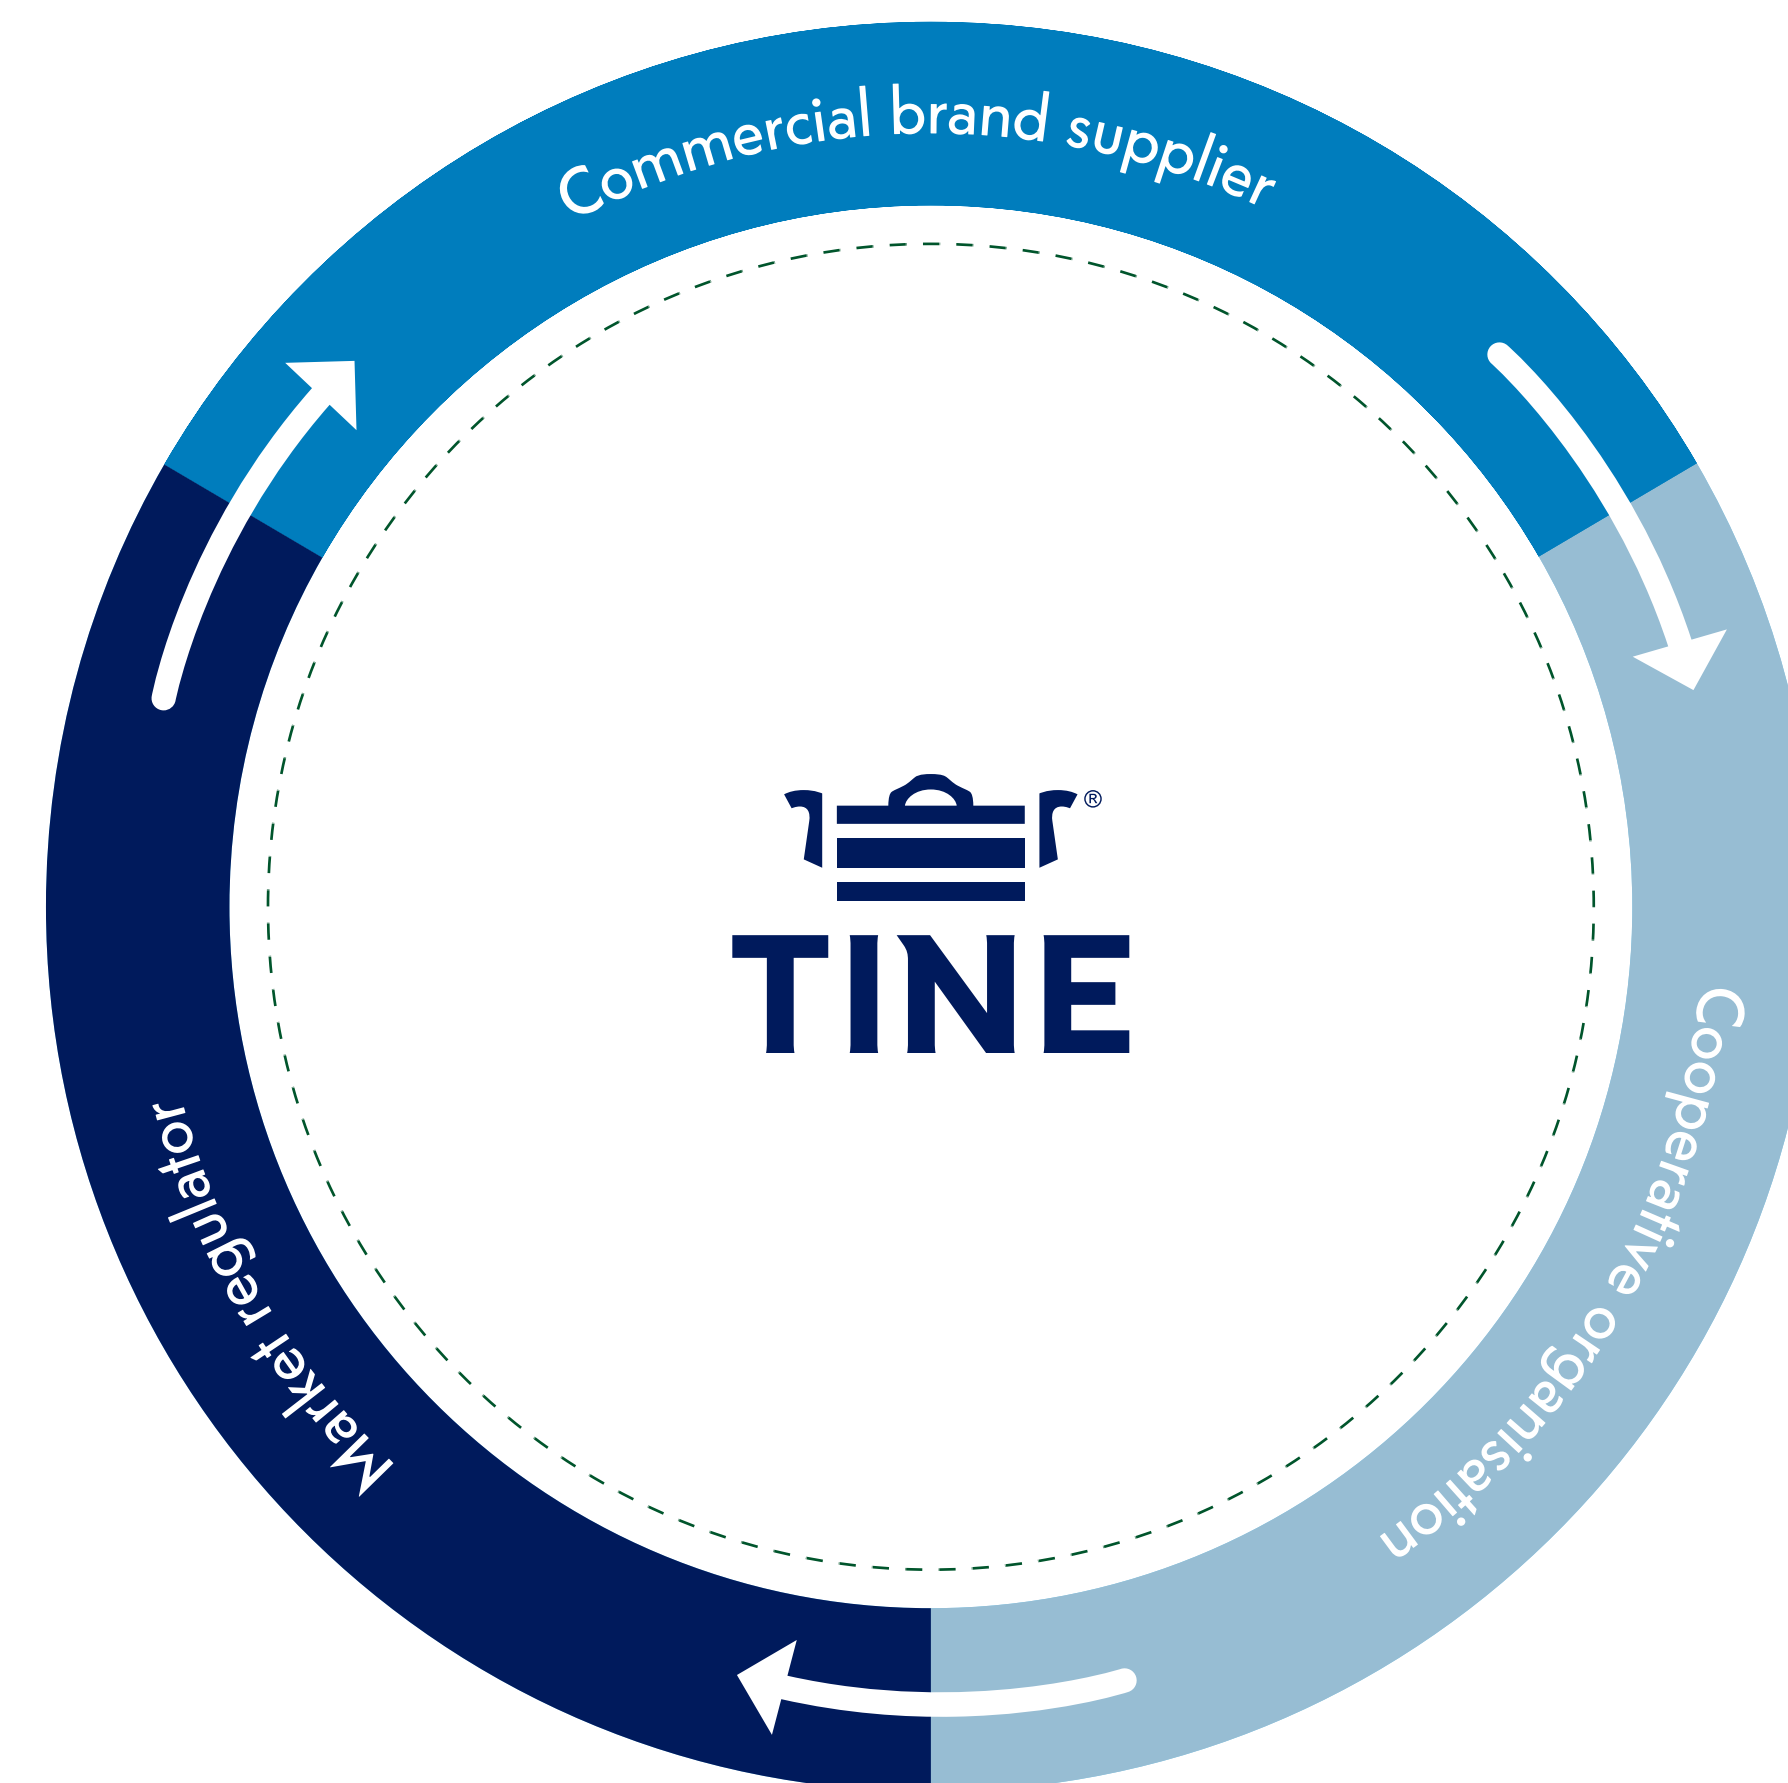 Commercial brand supplier
Cooperative organisation
Market regulator
®
TINE